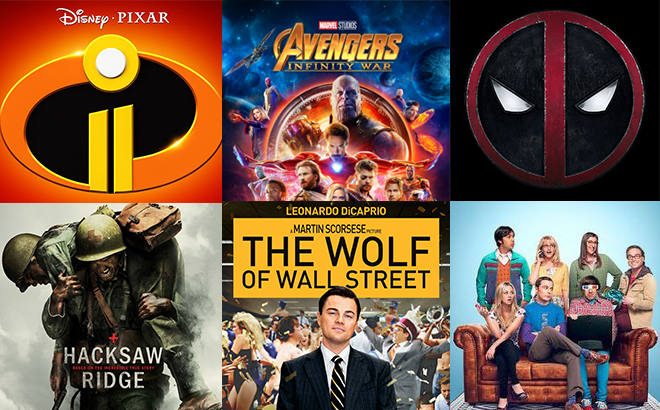 DISNEY · PIXAR
II
MARVEL STUDIOS
AVENGERS
INFINITY WAR
HACKSAW
RIDGE
BASED ON THE INCREDIBLE TRUE STORY
LEONARDO DiCAPRIO
A MARTIN SCORSESE PICTURE
THE WOLF
OF WALL STREET